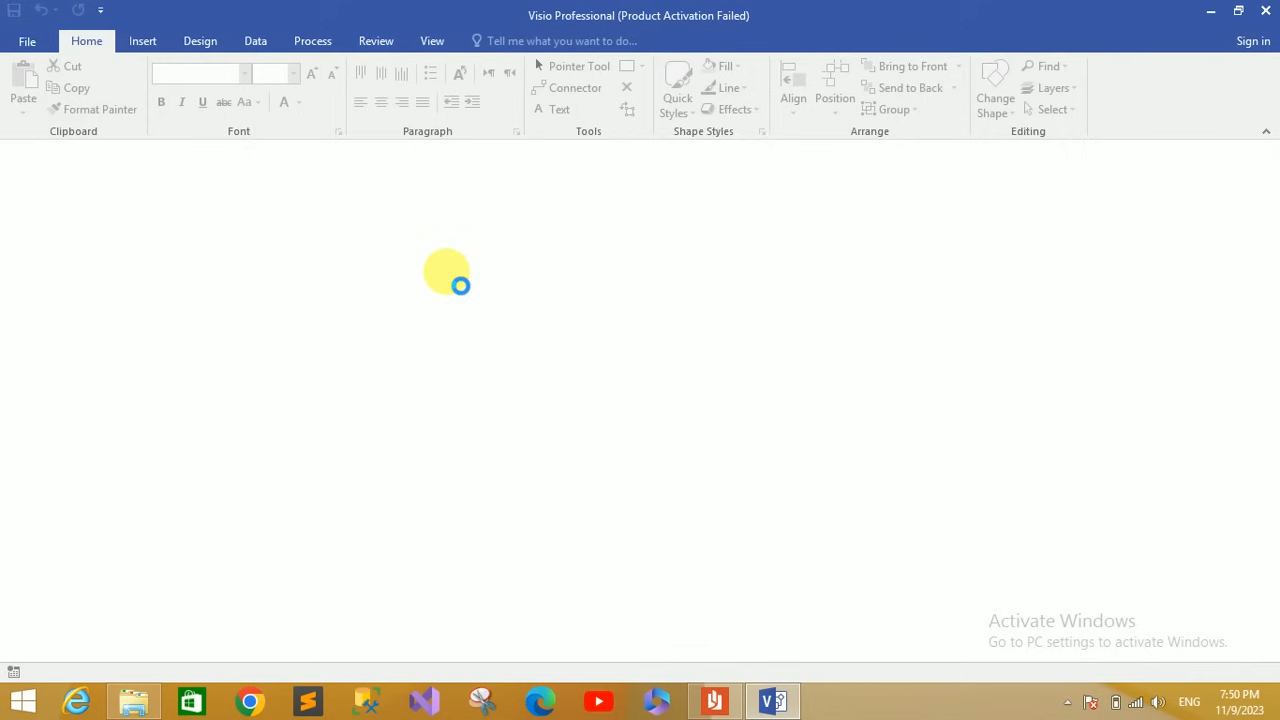 Visio Professional (Product Activation Failed)
File Home Insert Design Data Process Review View Tell me what you want to do... Sign in
Paste Cut Copy Format Painter
Clipboard
B I U abc Aa A A A
Font
A
Paragraph
Pointer Tool
Connector
A Text
Tools
Quick Styles Fill Line Effects
Shape Styles
Align Position Bring to Front Send to Back Group
Arrange
Change Shape Find Layers Select
Editing
Activate Windows
Go to PC settings to activate Windows.
ENG
7:50 PM
11/9/2023